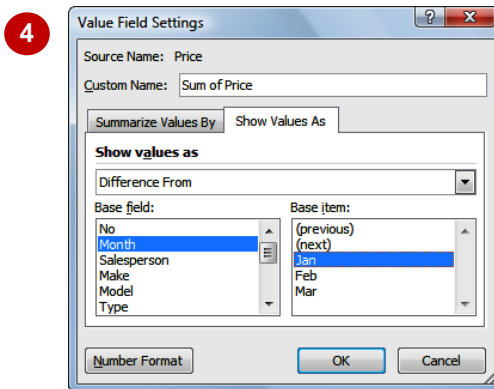 4
Value Field Settings
Source Name: Price
Custom Name: Sum of Price
Summarize Values By Show Values As
Show values as
Difference From
Base field: Base item:
No (previous)
Month (next)
Salesperson Jan
Make Feb
Model Mar
Type
Number Format OK Cancel